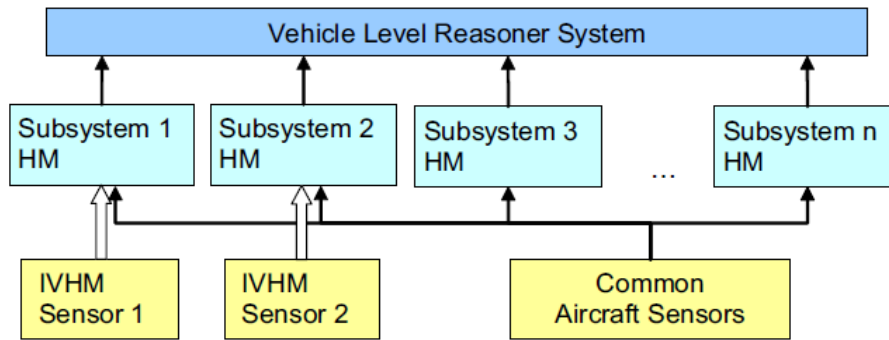 Vehicle Level Reasoner System
Subsystem 1
HM
Subsystem 2
HM
Subsystem 3
HM
...
Subsystem n
HM
IVHM
Sensor 1
IVHM
Sensor 2
Common
Aircraft Sensors